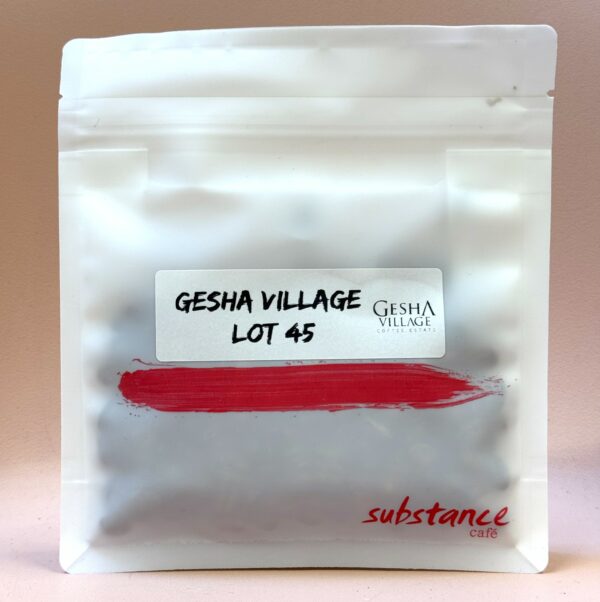 GESHA VILLAGE
LOT 45
GESHA
VILLAGE
COFFEE ESTATE
substance
café